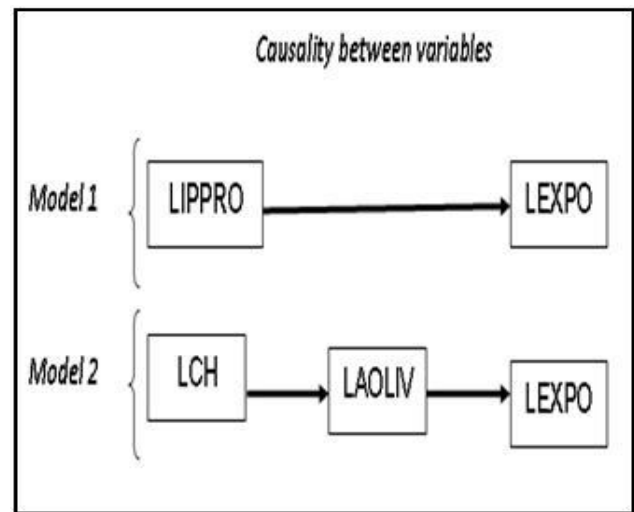 Causality between variables
Model 1
LIPPRO
LEXPO
Model 2
LCH
LAOLIV
LEXPO